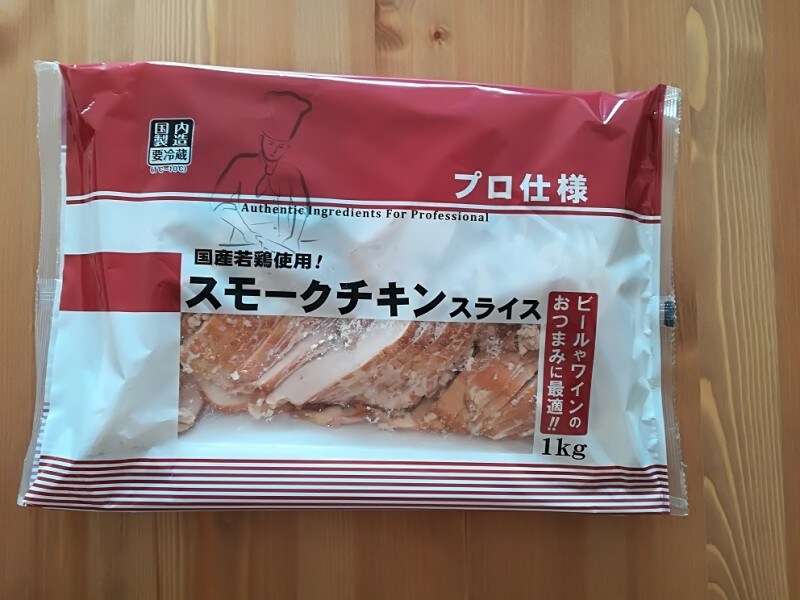 国内
製造
要冷蔵
(1℃~10℃)
プロ仕様
Authentic Ingredients For Professional
国産若鶏使用!
スモークチキンスライス
ビールやワインの
おつまみに最適!!
1kg